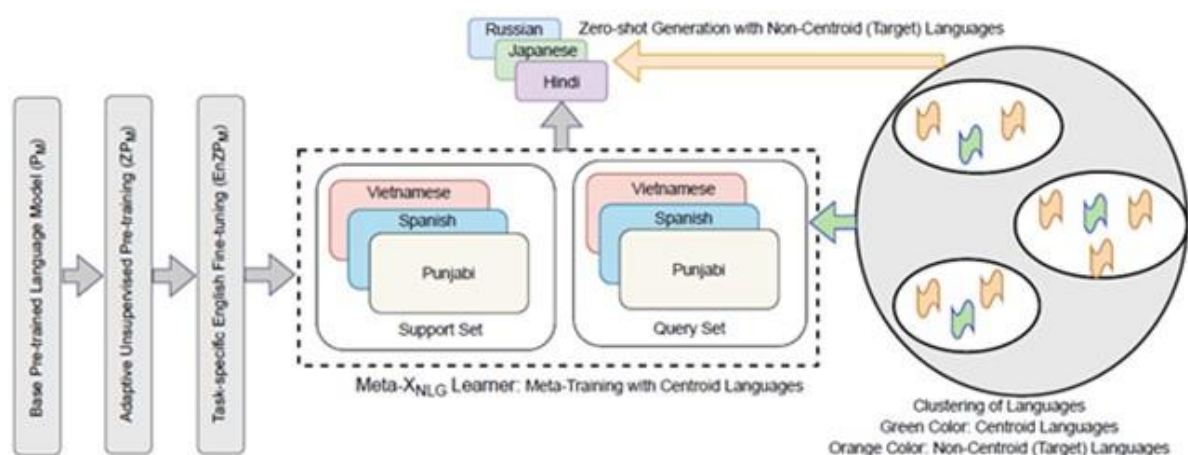 Russian
Japanese
Hindi
Zero-shot Generation with Non-Centroid (Target) Languages
Base Pre-trained Language Model (PM)
Adaptive Unsupervised Pre-training (ZPM)
Task-specific English Fine-tuning (EnZPM)
Vietnamese
Spanish
Punjabi
Support Set
Vietnamese
Spanish
Punjabi
Query Set
Meta-XNLG Learner: Meta-Training with Centroid Languages
Clustering of Languages
Green Color: Centroid Languages
Orange Color: Non-Centroid (Target) Languages